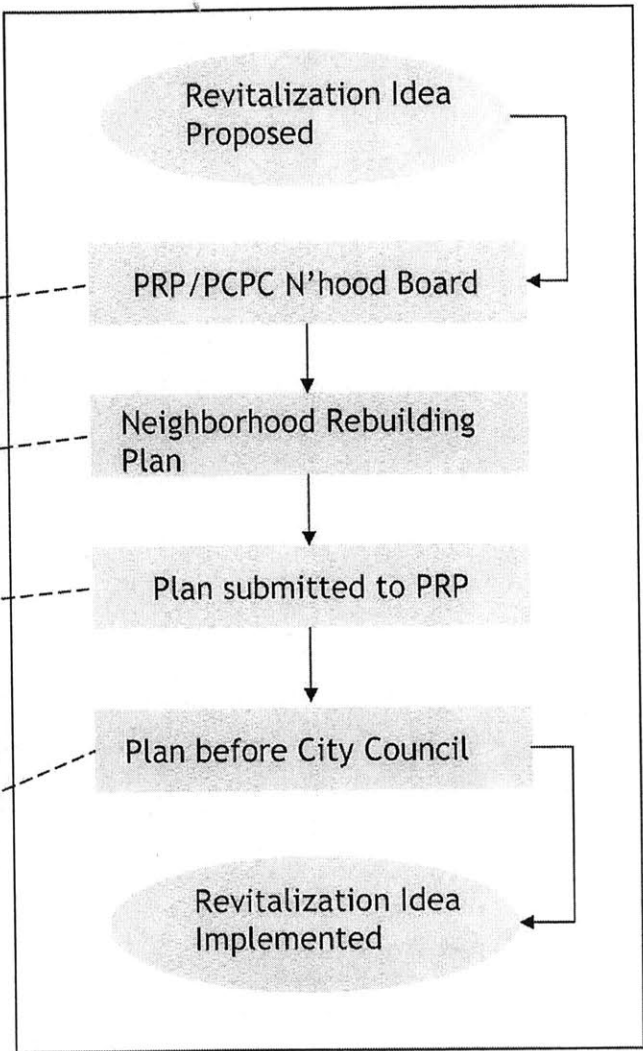 Revitalization Idea
Proposed
PRP/PCPC N'hood Board
Neighborhood Rebuilding
Plan
Plan submitted to PRP
Plan before City Council
Revitalization Idea
Implemented